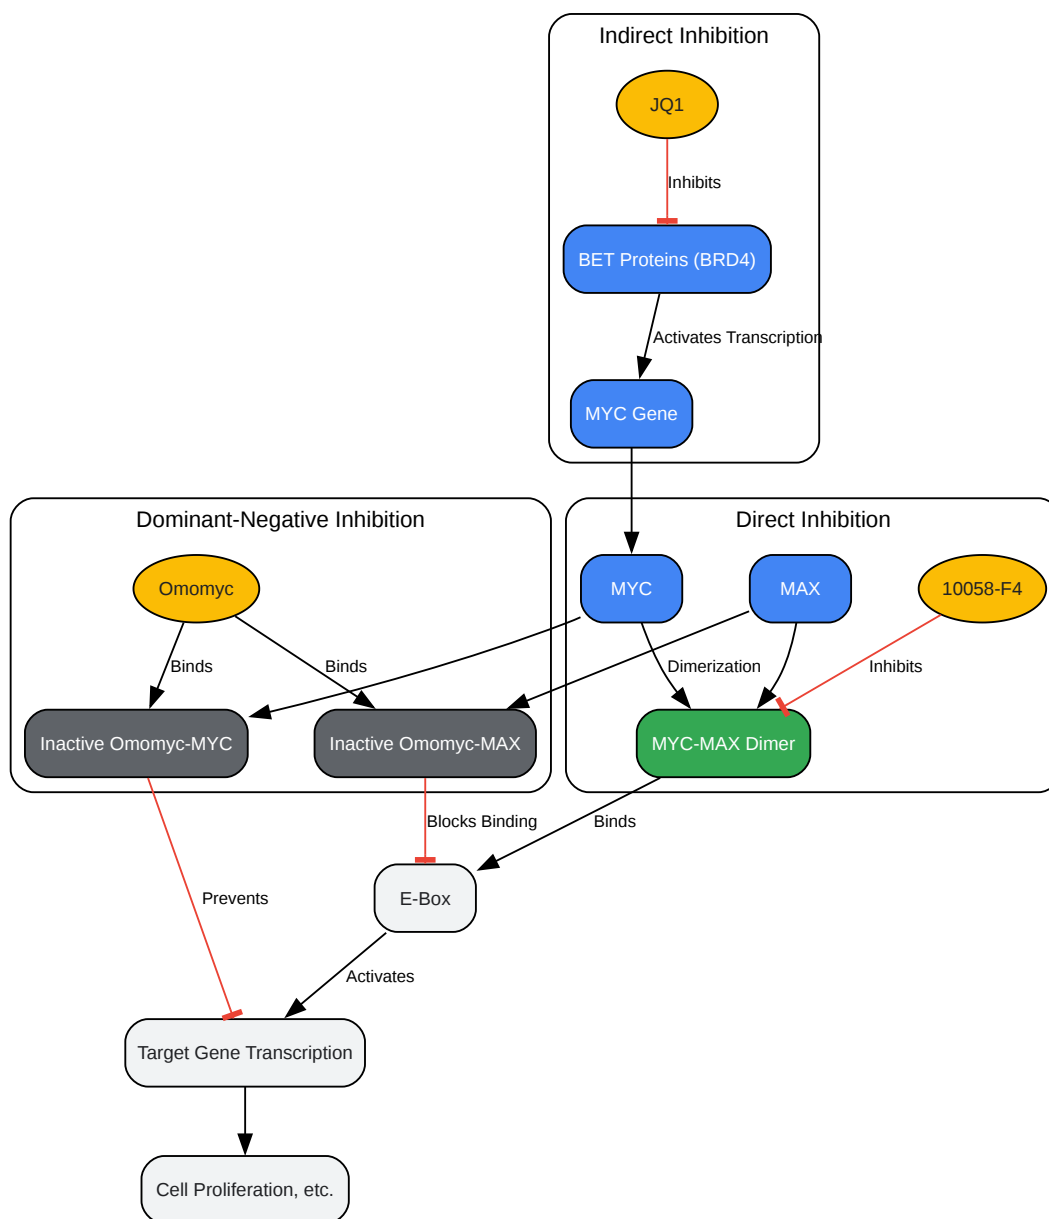 Indirect Inhibition
JQ1
Inhibits
BET Proteins (BRD4)
Activates Transcription
MYC Gene
Dominant-Negative Inhibition
Direct Inhibition
Omomyc
MYC
MAX
10058-F4
Binds
Binds
Dimerization
Inhibits
Inactive Omomyc-MYC
Inactive Omomyc-MAX
MYC-MAX Dimer
Blocks Binding
Binds
E-Box
Prevents
Activates
Target Gene Transcription
Cell Proliferation, etc.